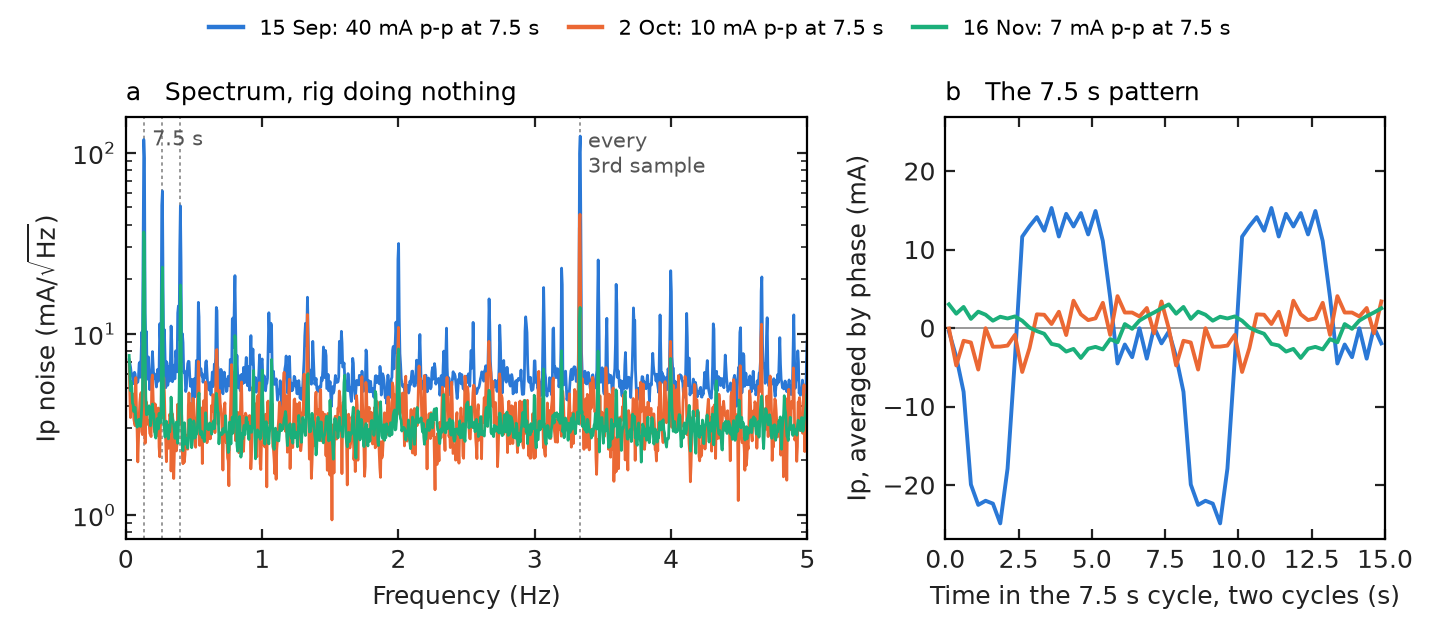 15 Sep: 40 mA p-p at 7.5 s
2 Oct: 10 mA p-p at 7.5 s
16 Nov: 7 mA p-p at 7.5 s
a Spectrum, rig doing nothing
7.5 s
every
3rd sample
10²
10¹
10⁰
Ip noise (mA/√Hz)
0 1 2 3 4 5
Frequency (Hz)
b The 7.5 s pattern
20
10
0
−10
−20
Ip, averaged by phase (mA)
0.0 2.5 5.0 7.5 10.0 12.5 15.0
Time in the 7.5 s cycle, two cycles (s)